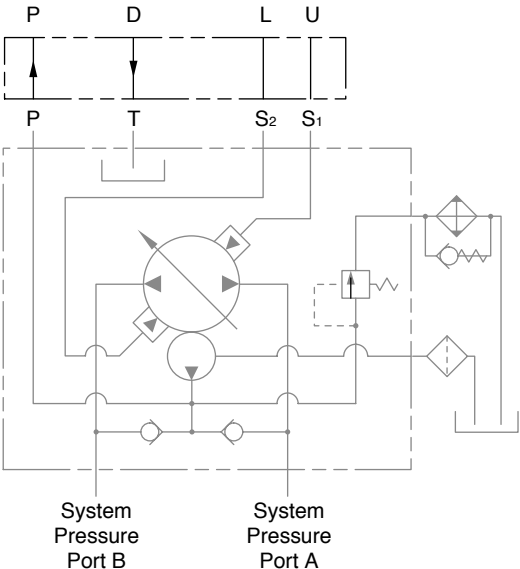 P D L U
P T S2 S1
System Pressure Port B
System Pressure Port A